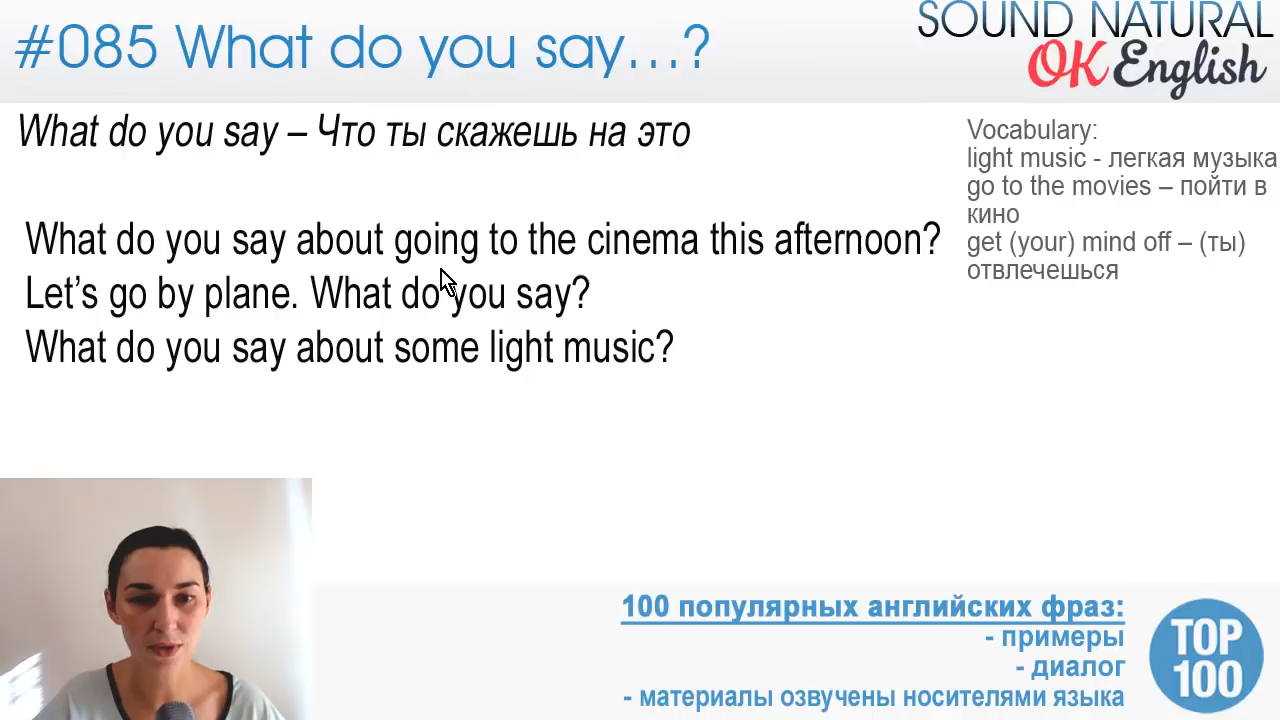 #085 What do you say…?
SOUND NATURAL
OK English
What do you say – Что ты скажешь на это
What do you say about going to the cinema this afternoon?
Let’s go by plane. What do you say?
What do you say about some light music?
Vocabulary:
light music - легкая музыка
go to the movies – пойти в
кино
get (your) mind off – (ты)
отвлечешься
100 популярных английских фраз:
- примеры
- диалог
- материалы озвучены носителями языка
TOP
100